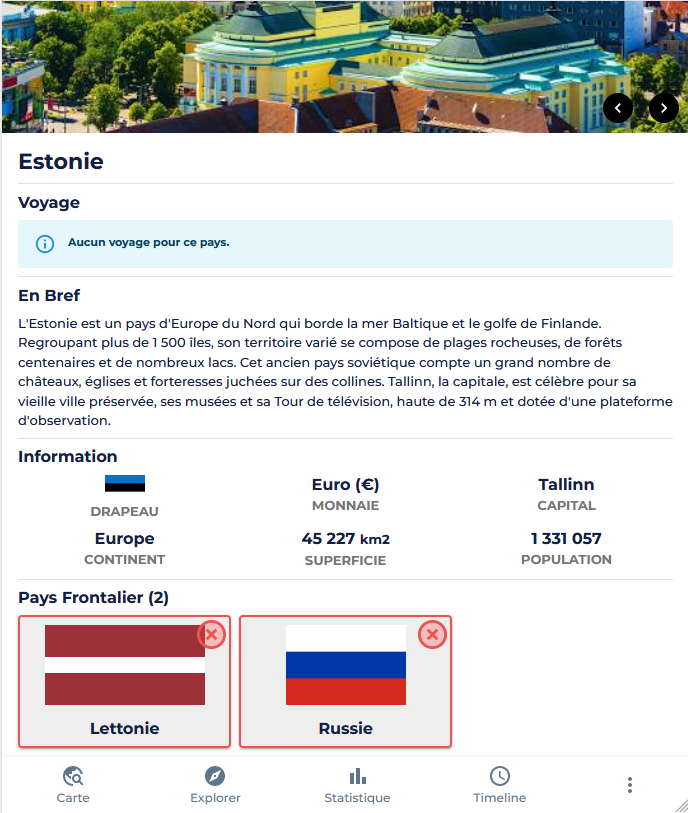 Estonie
Voyage
Aucun voyage pour ce pays.
En Bref
L'Estonie est un pays d'Europe du Nord qui borde la mer Baltique et le golfe de Finlande.
Regroupant plus de 1 500 îles, son territoire varié se compose de plages rocheuses, de forêts
centenaires et de nombreux lacs. Cet ancien pays soviétique compte un grand nombre de
châteaux, églises et forteresses juchées sur des collines. Tallinn, la capitale, est célèbre pour sa
vieille ville préservée, ses musées et sa Tour de télévision, haute de 314 m et dotée d'une plateforme
d'observation.
Information
Euro (€)
Tallinn
DRAPEAU
MONNAIE
CAPITAL
Europe
45 227 km2
1 331 057
CONTINENT
SUPERFICIE
POPULATION
Pays Frontalier (2)
Lettonie
Russie
Carte
Explorer
Statistique
Timeline